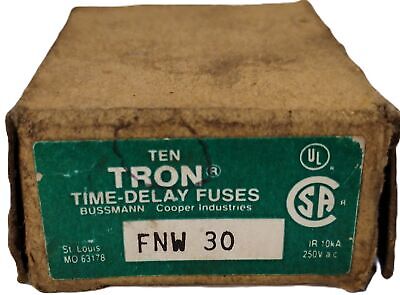 TEN
TRON®
TIME-DELAY FUSES
BUSSMANN Cooper Industries
UL ®
SA ®
St. Louis
MO 63178
FNW 30
IR 10kA
250V a.c.